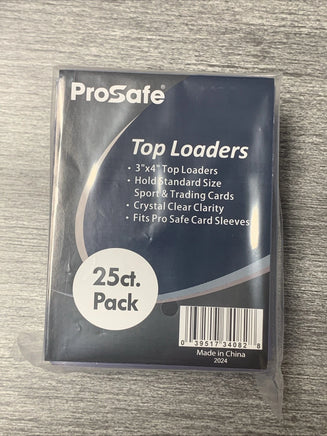 ProSafe®
Top Loaders
• 3"x4" Top Loaders
• Hold Standard Size
Sport & Trading Cards
• Crystal Clear Clarity
• Fits Pro Safe Card Sleeves
25ct.
Pack
0 39517 34082 8
Made in China
2024